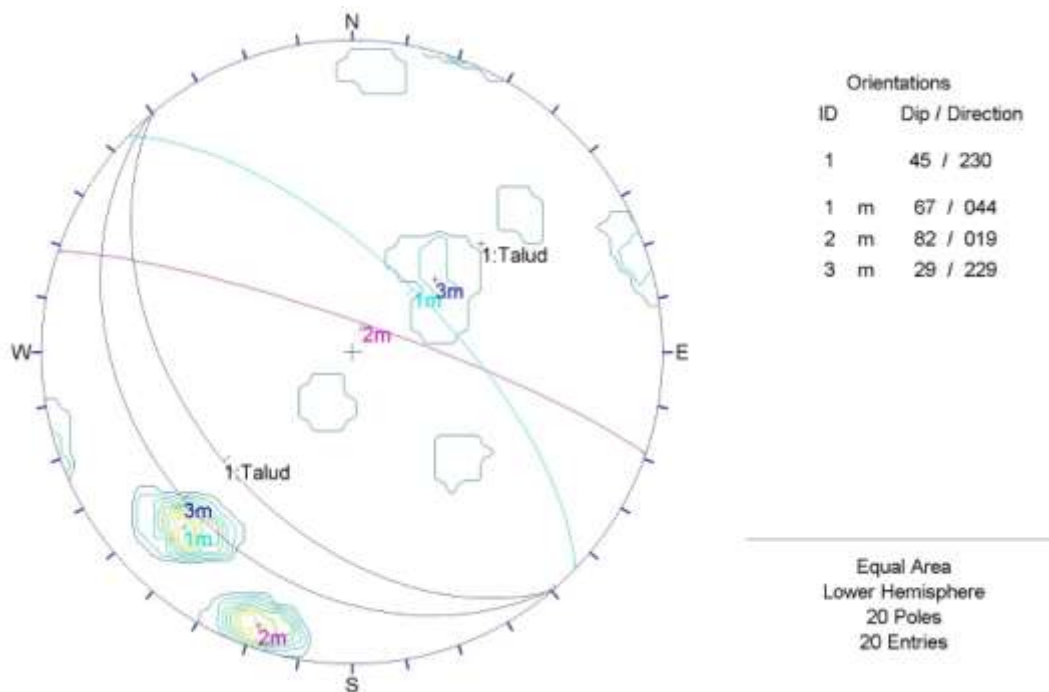 N
1:Talud
3m
1m
2m
W
E
1:Talud
3m
1m
2m
S
Orientations
ID Dip / Direction
1 45 / 230
1 m 67 / 044
2 m 82 / 019
3 m 29 / 229
Equal Area
Lower Hemisphere
20 Poles
20 Entries